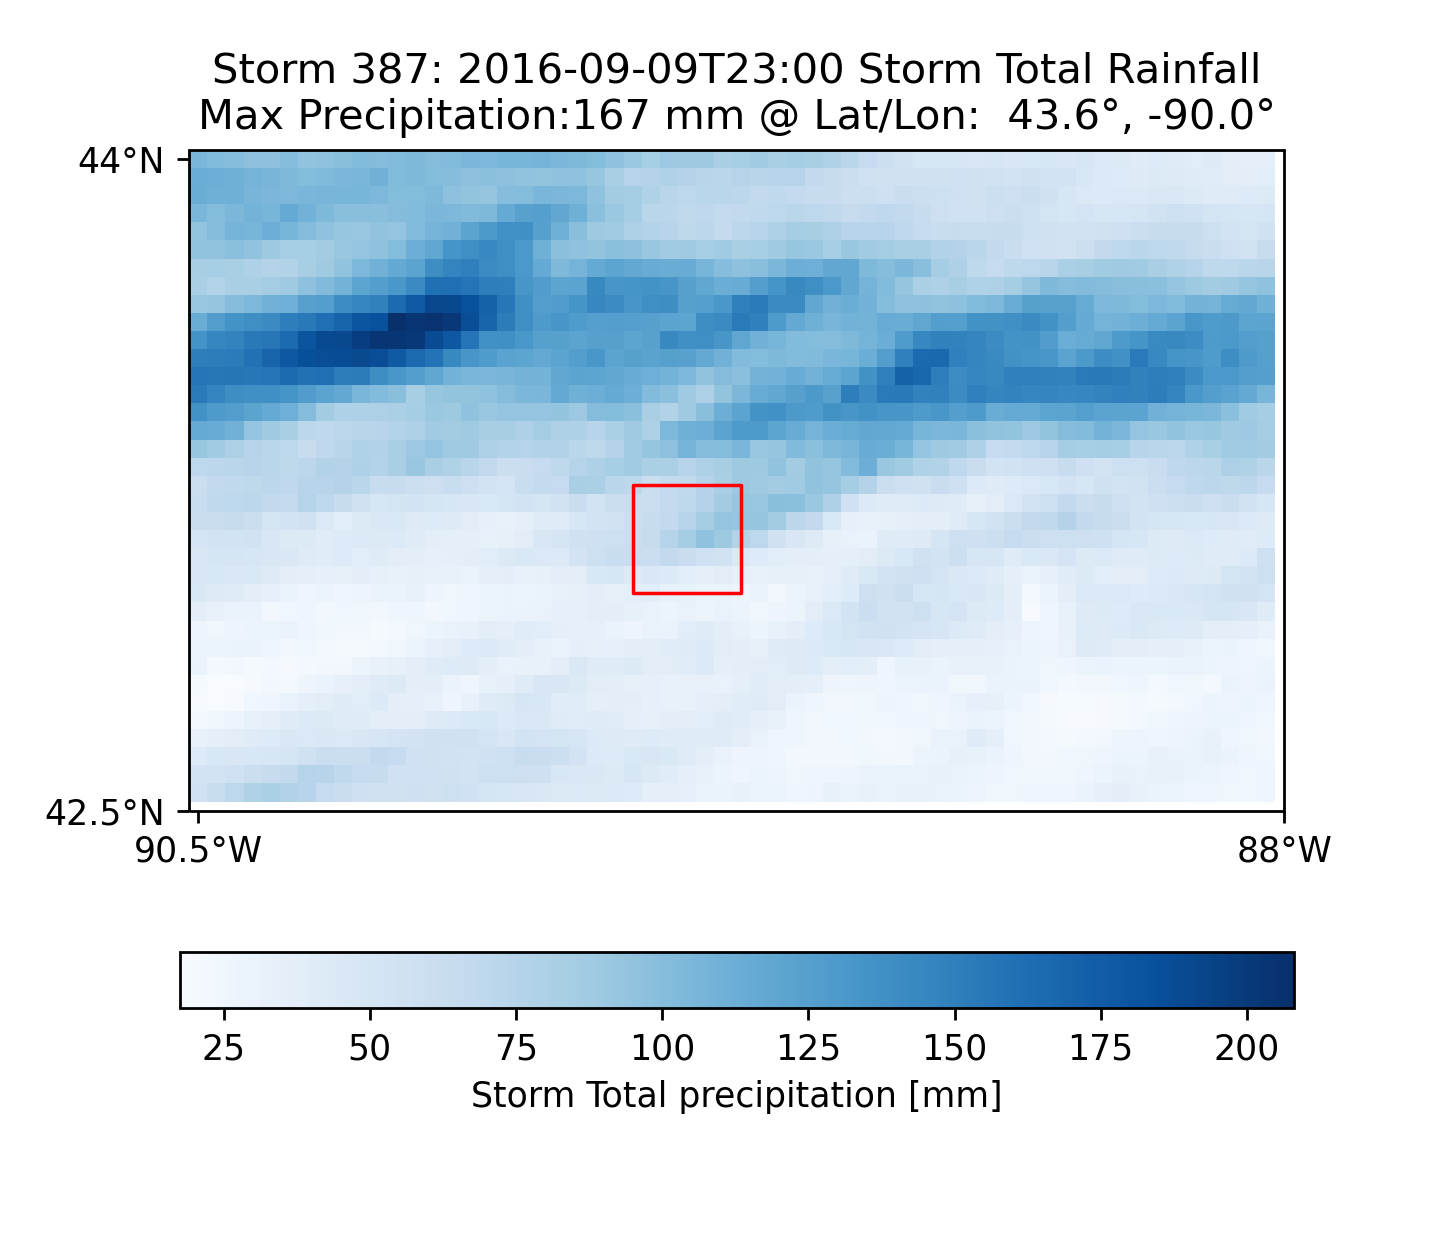 Storm 387: 2016-09-09T23:00 Storm Total Rainfall
Max Precipitation:167 mm @ Lat/Lon:  43.6°, -90.0°
44°N
42.5°N
90.5°W 88°W
25 50 75 100 125 150 175 200
Storm Total precipitation [mm]